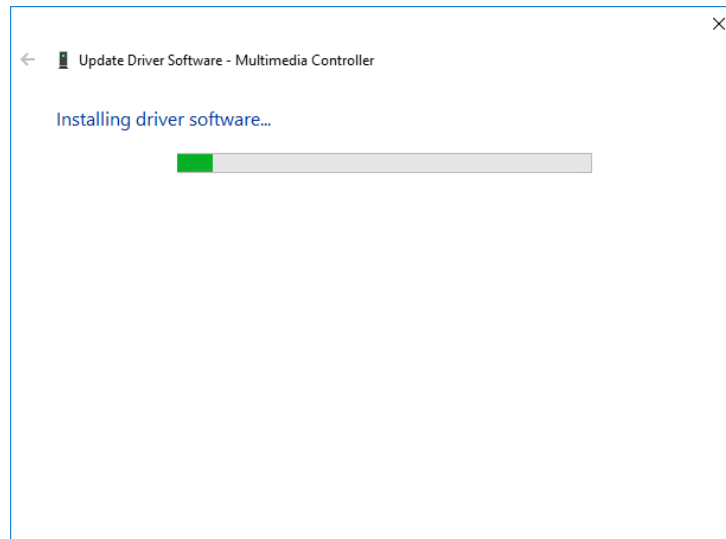 Update Driver Software - Multimedia Controller
Installing driver software...